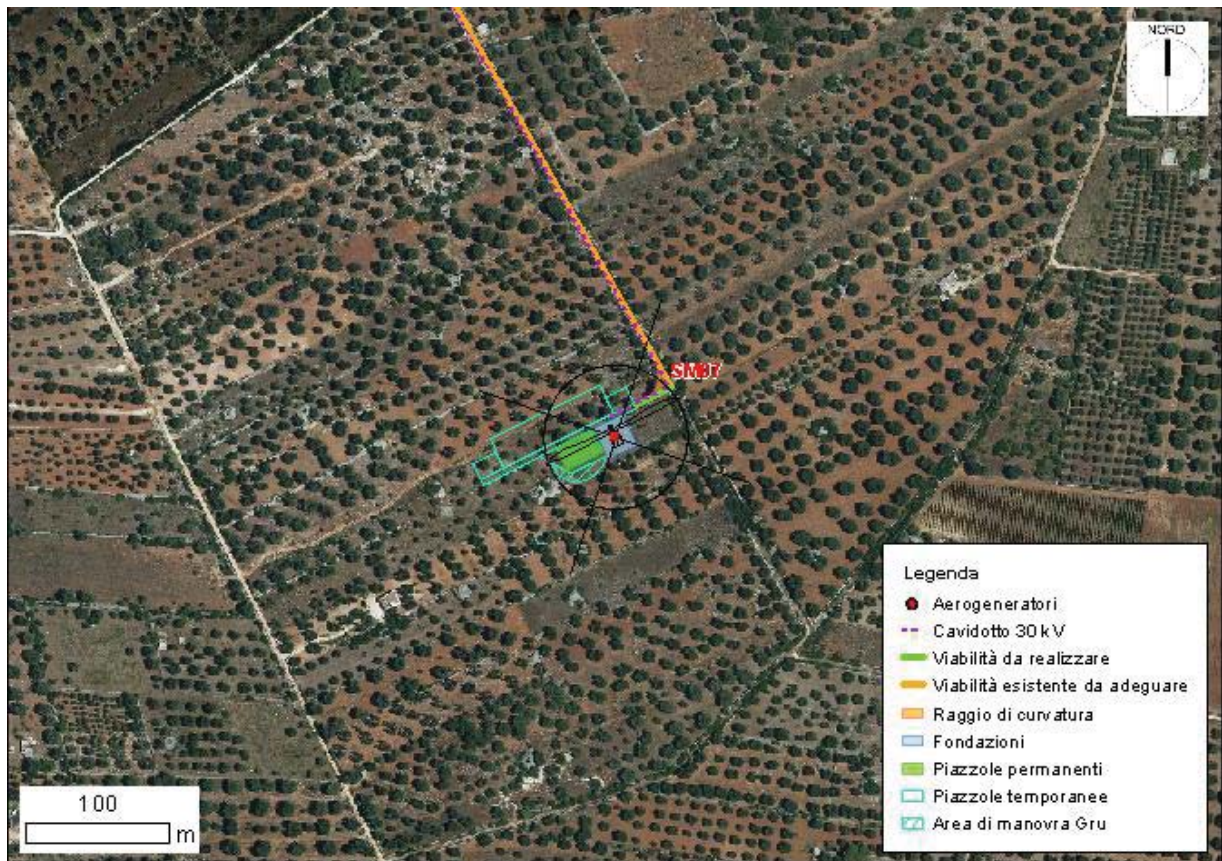 NORD
SM07
Legenda
Aerogeneratori
Cavidotto 30 kV
Viabilità da realizzare
Viabilità esistente da adeguare
Raggio di curvatura
Fondazioni
Piazzole permanenti
Piazzole temporanee
Area di manovra Gru
100
m